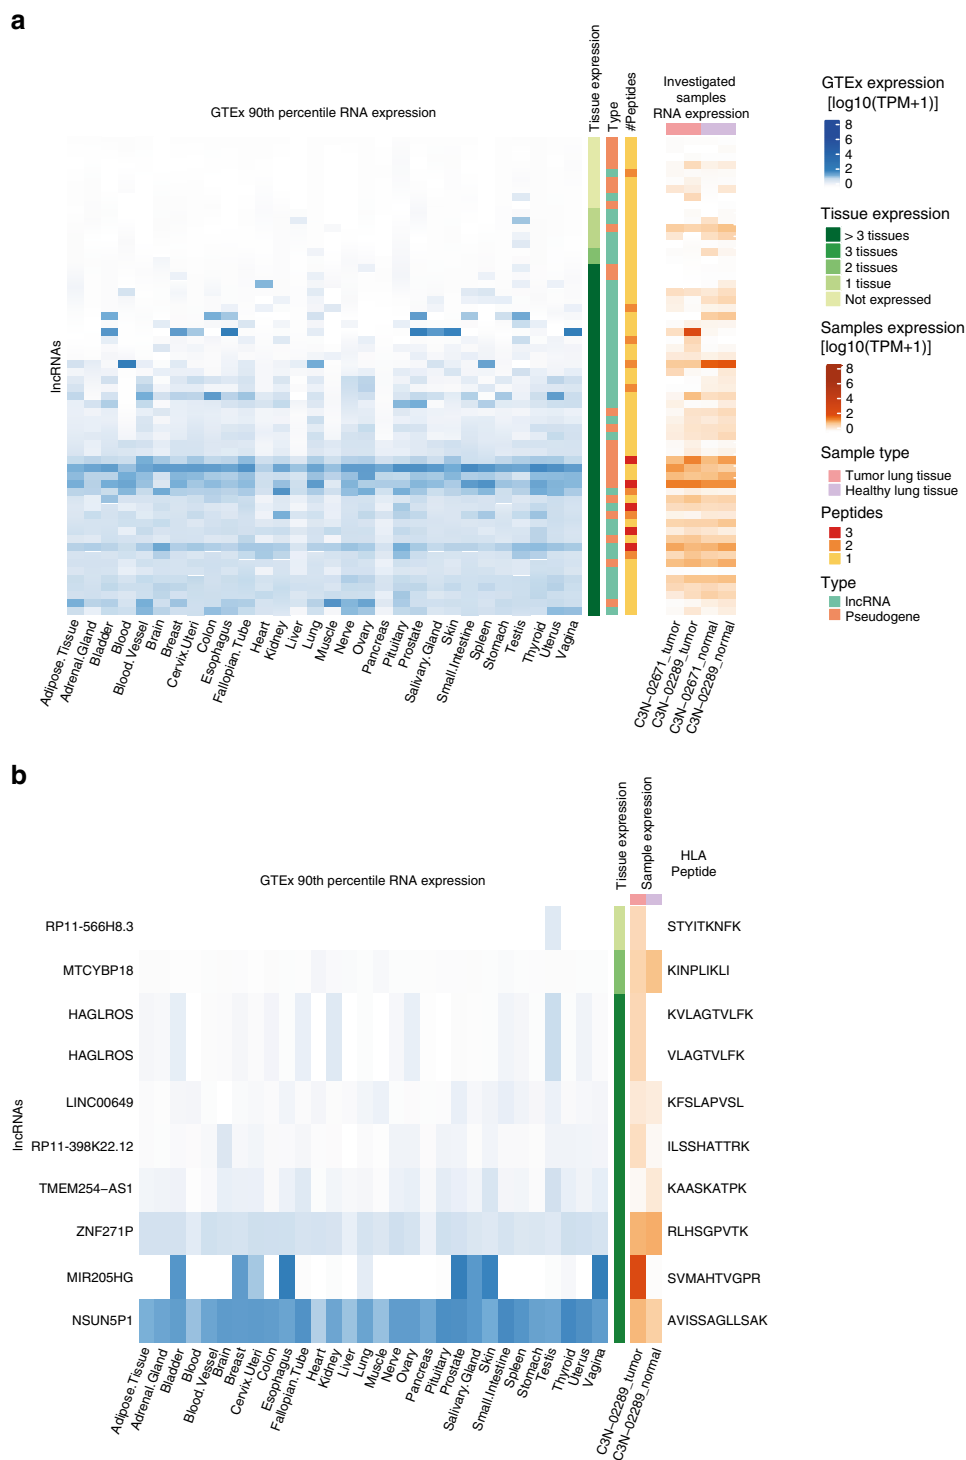 a
GTEx 90th percentile RNA expression
Tissue expression
Type
#Peptides
Investigated
samples
RNA expression
lncRNAs
Adipose.Tissue
Adrenal.Gland
Bladder
Blood
Blood.Vessel
Brain
Breast
Cervix.Uteri
Colon
Esophagus
Fallopian.Tube
Heart
Kidney
Liver
Lung
Muscle
Nerve
Ovary
Pancreas
Pituitary
Prostate
Salivary.Gland
Skin
Small.Intestine
Spleen
Stomach
Testis
Thyroid
Uterus
Vagina
C3N−02671_tumor
C3N−02289_tumor
C3N−02671_normal
C3N−02289_normal
GTEx expression
[log10(TPM+1)]
8
6
4
2
0
Tissue expression
> 3 tissues
3 tissues
2 tissues
1 tissue
Not expressed
Samples expression
[log10(TPM+1)]
8
6
4
2
0
Sample type
Tumor lung tissue
Healthy lung tissue
Peptides
3
2
1
Type
lncRNA
Pseudogene
b
GTEx 90th percentile RNA expression
Tissue expression
Sample expression
HLA
Peptide
lncRNAs
RP11-566H8.3 STYITKNFK
MTCYBP18 KINPLIKLI
HAGLROS KVLAGTVLFK
HAGLROS VLAGTVLFK
LINC00649 KFSLAPVSL
RP11-398K22.12 ILSSHATTRK
TMEM254−AS1 KAASKATPK
ZNF271P RLHSGPVTK
MIR205HG SVMAHTVGPR
NSUN5P1 AVISSAGLLSAK
Adipose.Tissue
Adrenal.Gland
Bladder
Blood
Blood.Vessel
Brain
Breast
Cervix.Uteri
Colon
Esophagus
Fallopian.Tube
Heart
Kidney
Liver
Lung
Muscle
Nerve
Ovary
Pancreas
Pituitary
Prostate
Salivary.Gland
Skin
Small.Intestine
Spleen
Stomach
Testis
Thyroid
Uterus
Vagina
C3N−02289_tumor
C3N−02289_normal